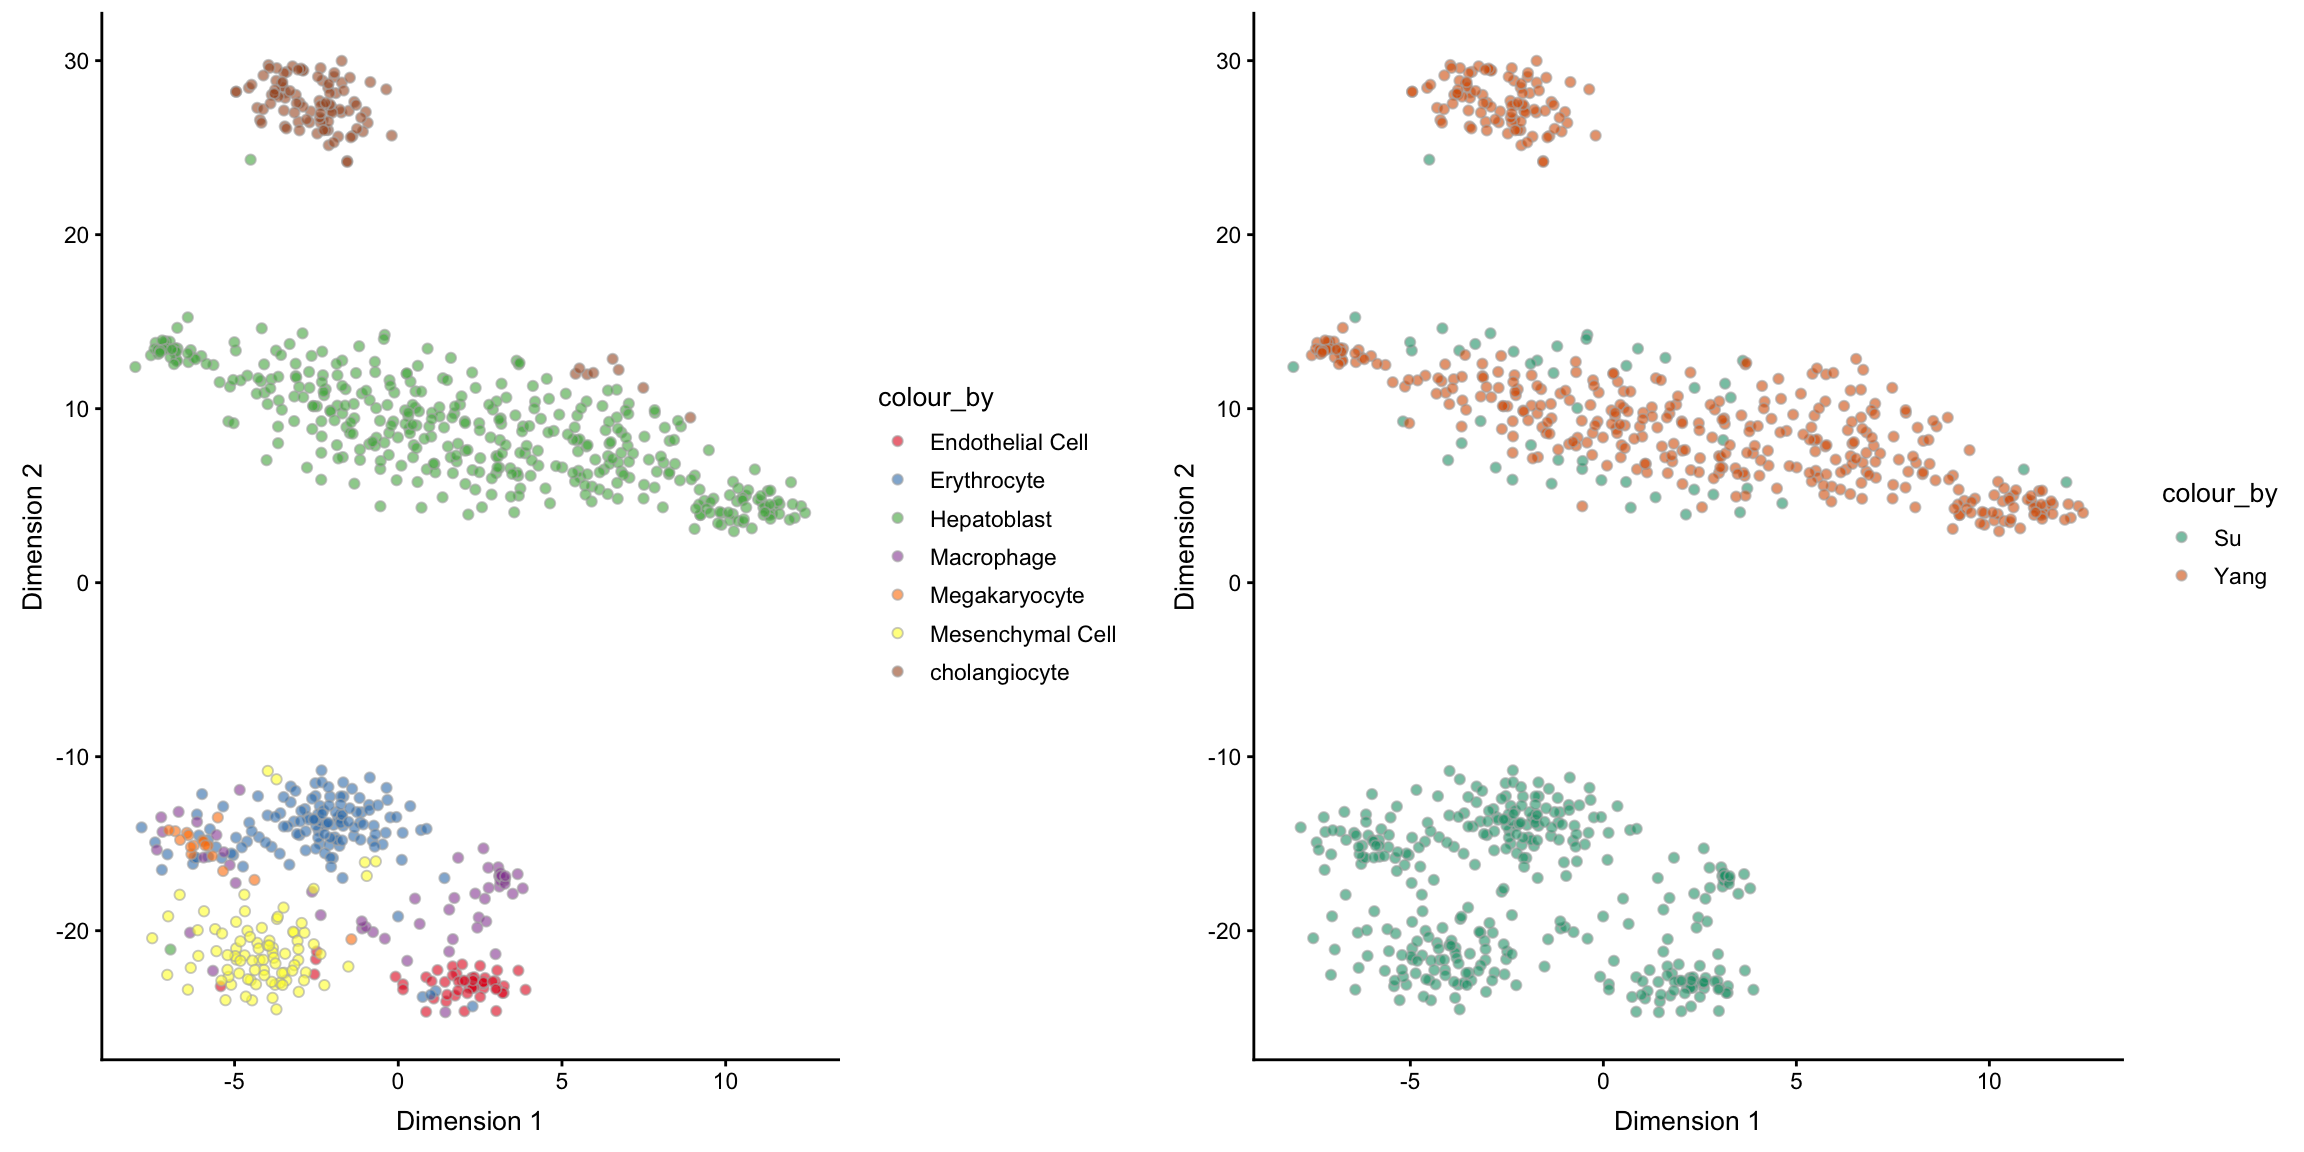 30
20
10
0
-10
-20
-5
0
5
10
Dimension 1
Dimension 2
colour_by
Endothelial Cell
Erythrocyte
Hepatoblast
Macrophage
Megakaryocyte
Mesenchymal Cell
cholangiocyte
30
20
10
0
-10
-20
-5
0
5
10
Dimension 1
Dimension 2
colour_by
Su
Yang